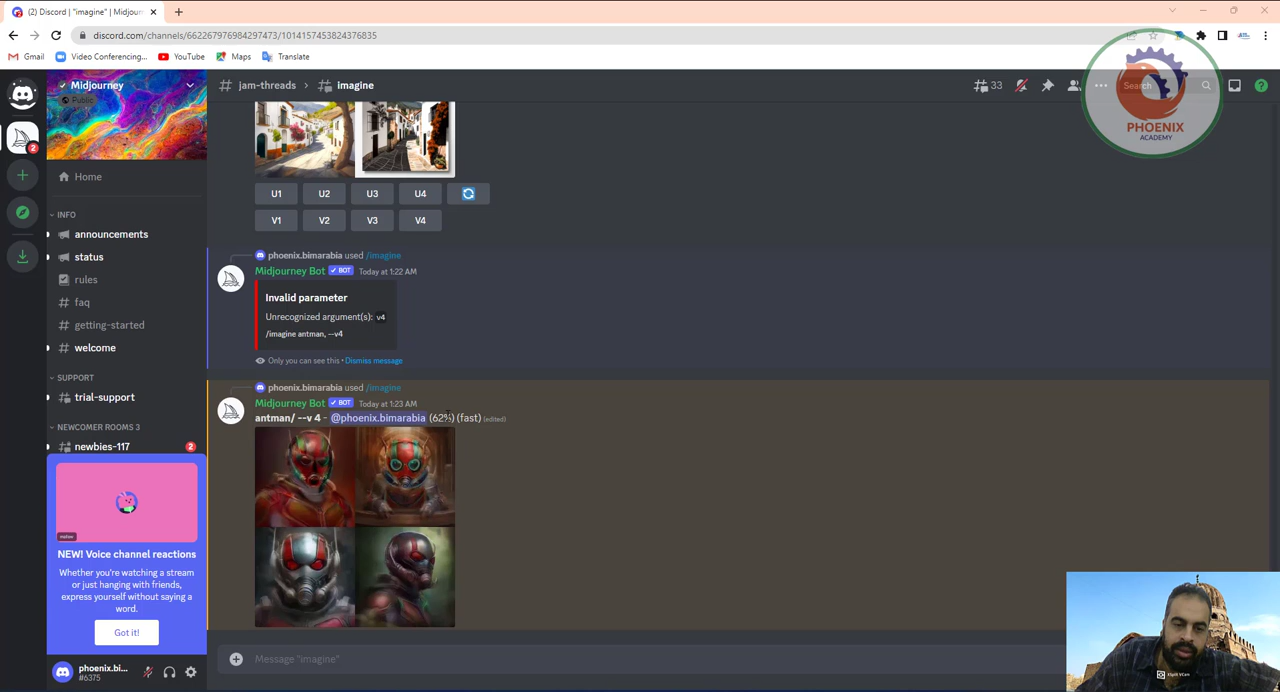 (2) Discord | "imagine" | Midjour
discord.com/channels/662267976984297473/1014157453824376835
Gmail
Video Conferencing...
YouTube
Maps
Translate
Midjourney
Public
jam-threads
imagine
33
Search
PHOENIX
ACADEMY
2
Home
INFO
announcements
status
rules
faq
getting-started
welcome
SUPPORT
trial-support
NEWCOMER ROOMS 3
newbies-117
2
NEW! Voice channel reactions
Whether you're watching a stream
or just hanging with friends,
express yourself without saying a
word.
Got it!
phoenix.bi...
#6375
U1 U2 U3 U4
V1 V2 V3 V4
phoenix.bimarabia used /imagine
Midjourney Bot ✓ BOT Today at 1:22 AM
Invalid parameter
Unrecognized argument(s): v4
/imagine antman, --v4
Only you can see this • Dismiss message
phoenix.bimarabia used /imagine
Midjourney Bot ✓ BOT Today at 1:23 AM
antman/ --v 4 - @phoenix.bimarabia (62%) (fast) (edited)
Message "imagine"
XSplit VCam